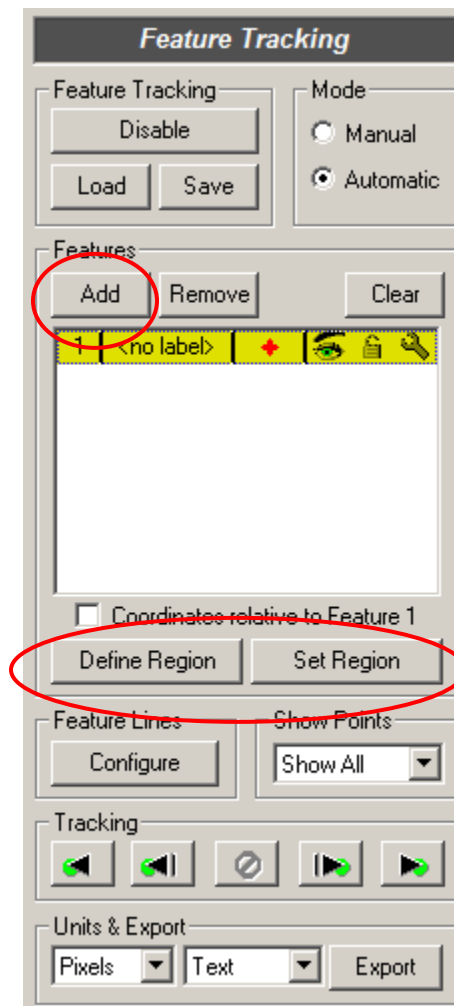 Feature Tracking
Feature Tracking
Mode
Disable
Manual
Load Save
Automatic
Features
Add Remove Clear
1 <no label>
Coordinates relative to Feature 1
Define Region Set Region
Feature Lines
Show Points
Configure
Show All
Tracking
Units & Export
Pixels Text Export